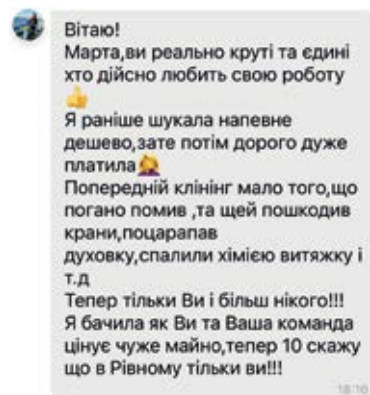 Вітаю!
Марта,ви реально круті та єдині
хто дійсно любить свою роботу
👍
Я раніше шукала напевне
дешево,зате потім дорого дуже
платила🤦‍♀️
Попередній клінінг мало того,що
погано помив ,та щей пошкодив
крани,поцарапав
духовку,спалили хімією витяжку і
т.д
Тепер тільки Ви і більш нікого!!!
Я бачила як Ви та Ваша команда
цінує чуже майно,тепер 10 скажу
що в Рівному тільки ви!!!
18:16